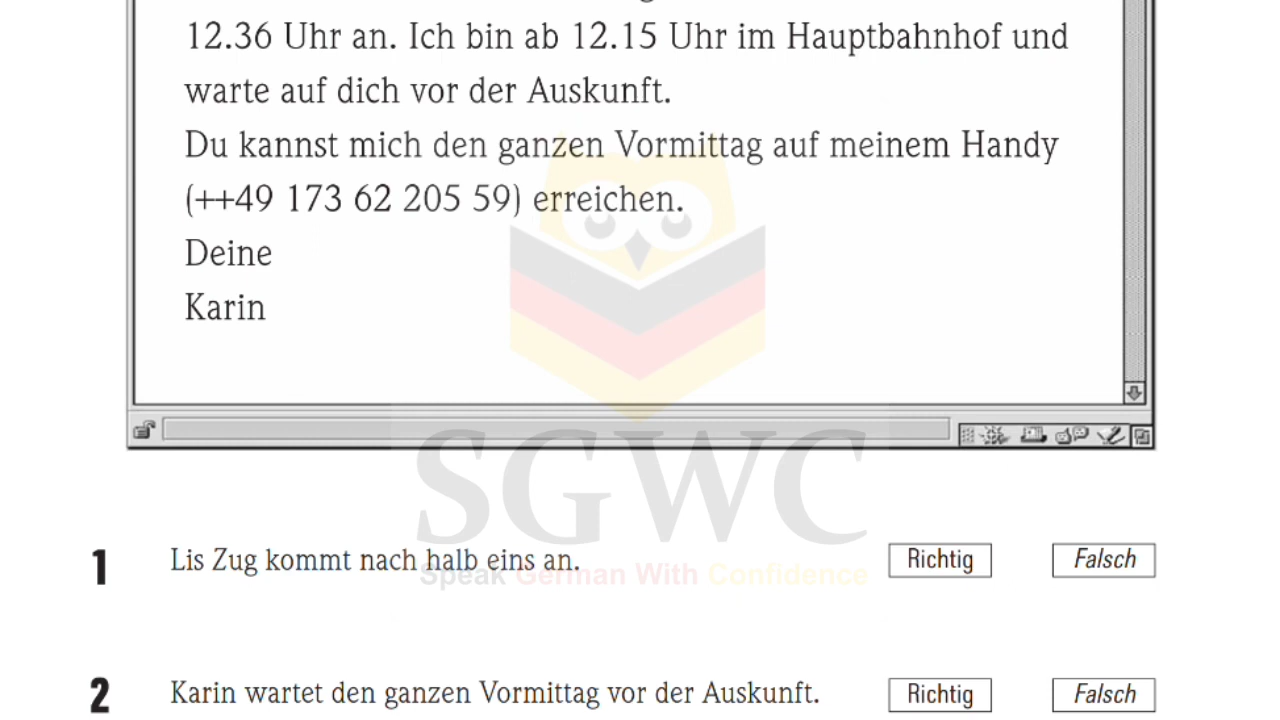 12.36 Uhr an. Ich bin ab 12.15 Uhr im Hauptbahnhof und
warte auf dich vor der Auskunft.
Du kannst mich den ganzen Vormittag auf meinem Handy
(++49 173 62 205 59) erreichen.
Deine
Karin
SGWC
Speak German With Confidence
1 Lis Zug kommt nach halb eins an. Richtig Falsch
2 Karin wartet den ganzen Vormittag vor der Auskunft. Richtig Falsch